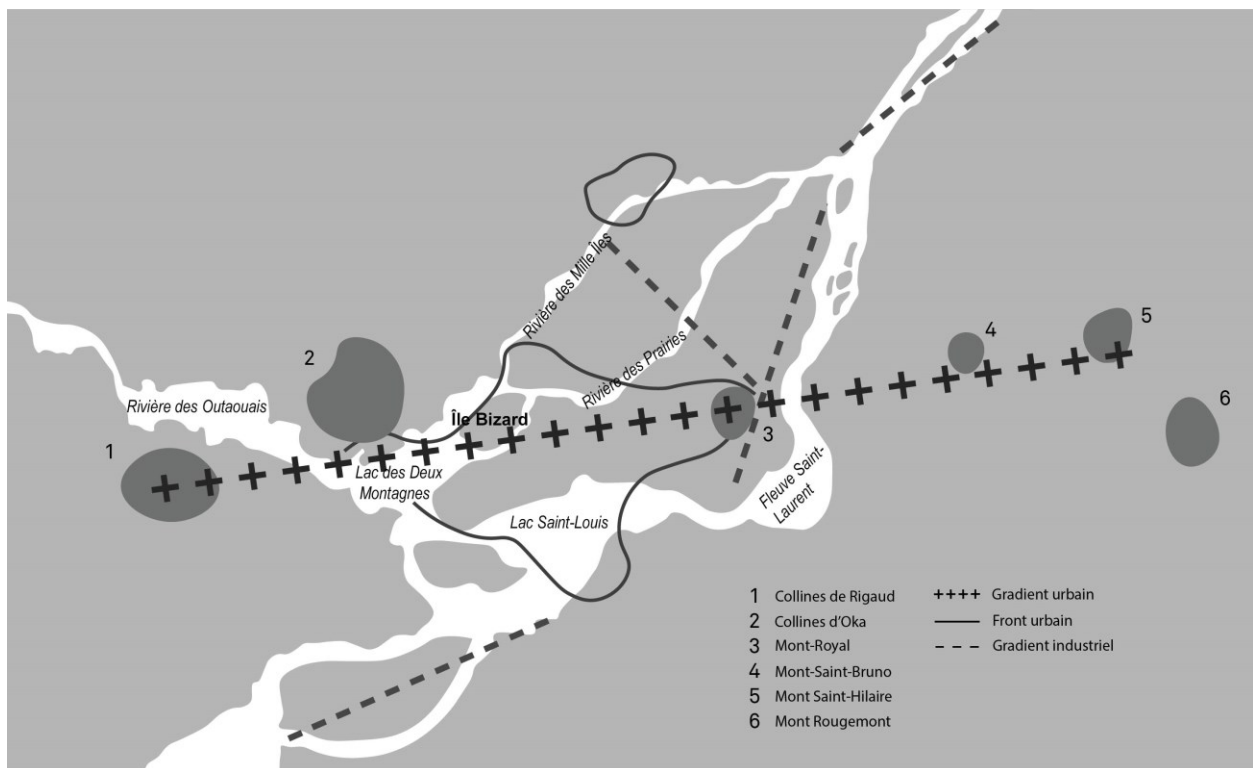 Rivière des Mille Îles
2
4
5
Rivière des Outaouais
Rivière des Prairies
6
Île Bizard
3
1
Lac des Deux
Montagnes
Fleuve Saint-
Laurent
Lac Saint-Louis
1 Collines de Rigaud
2 Collines d'Oka
3 Mont-Royal
4 Mont-Saint-Bruno
5 Mont Saint-Hilaire
6 Mont Rougemont
++++ Gradient urbain
Front urbain
Gradient industriel